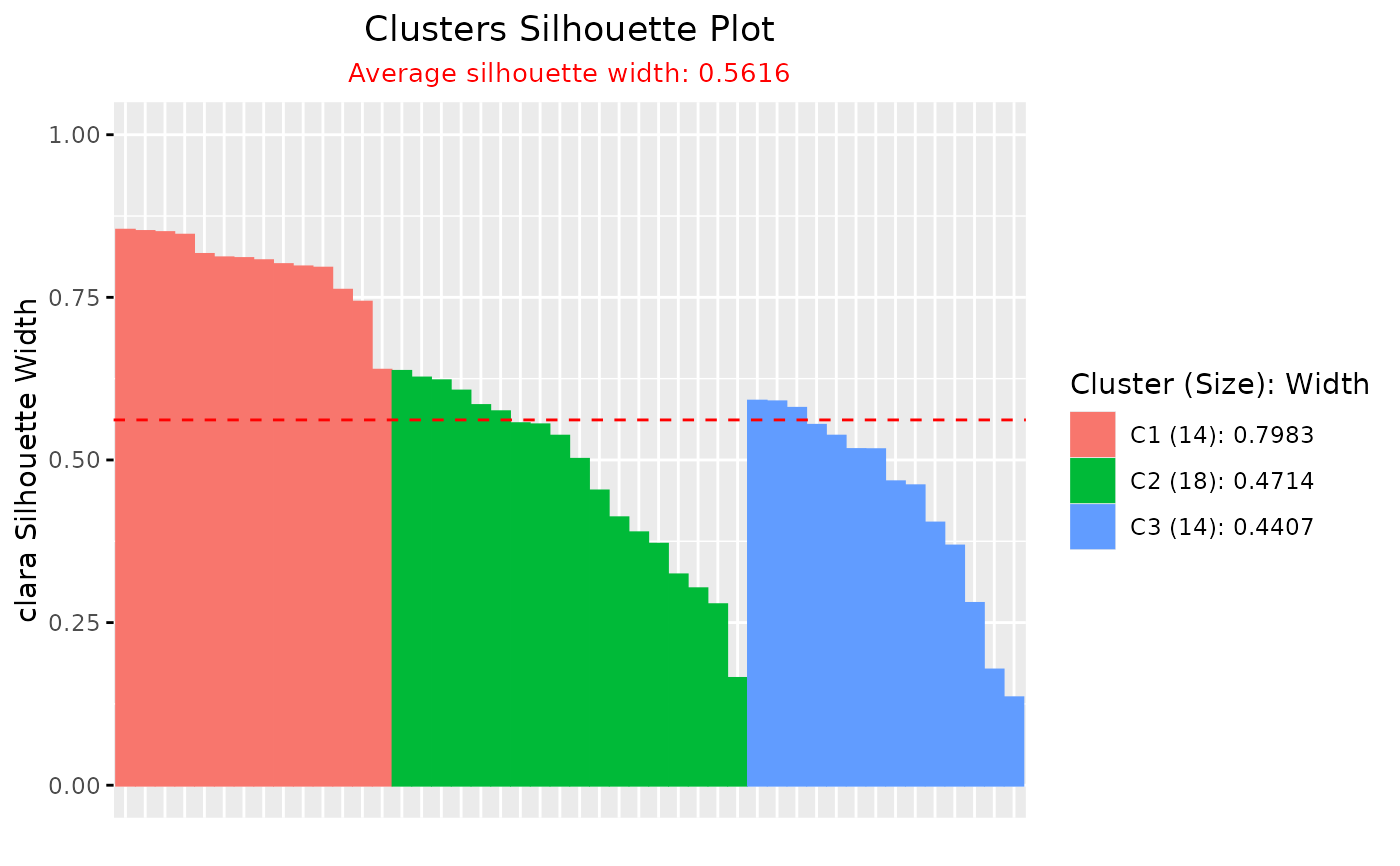 Clusters Silhouette Plot
Average silhouette width: 0.5616
clara Silhouette Width
1.00
0.75
0.50
0.25
0.00
Cluster (Size): Width
C1 (14): 0.7983
C2 (18): 0.4714
C3 (14): 0.4407